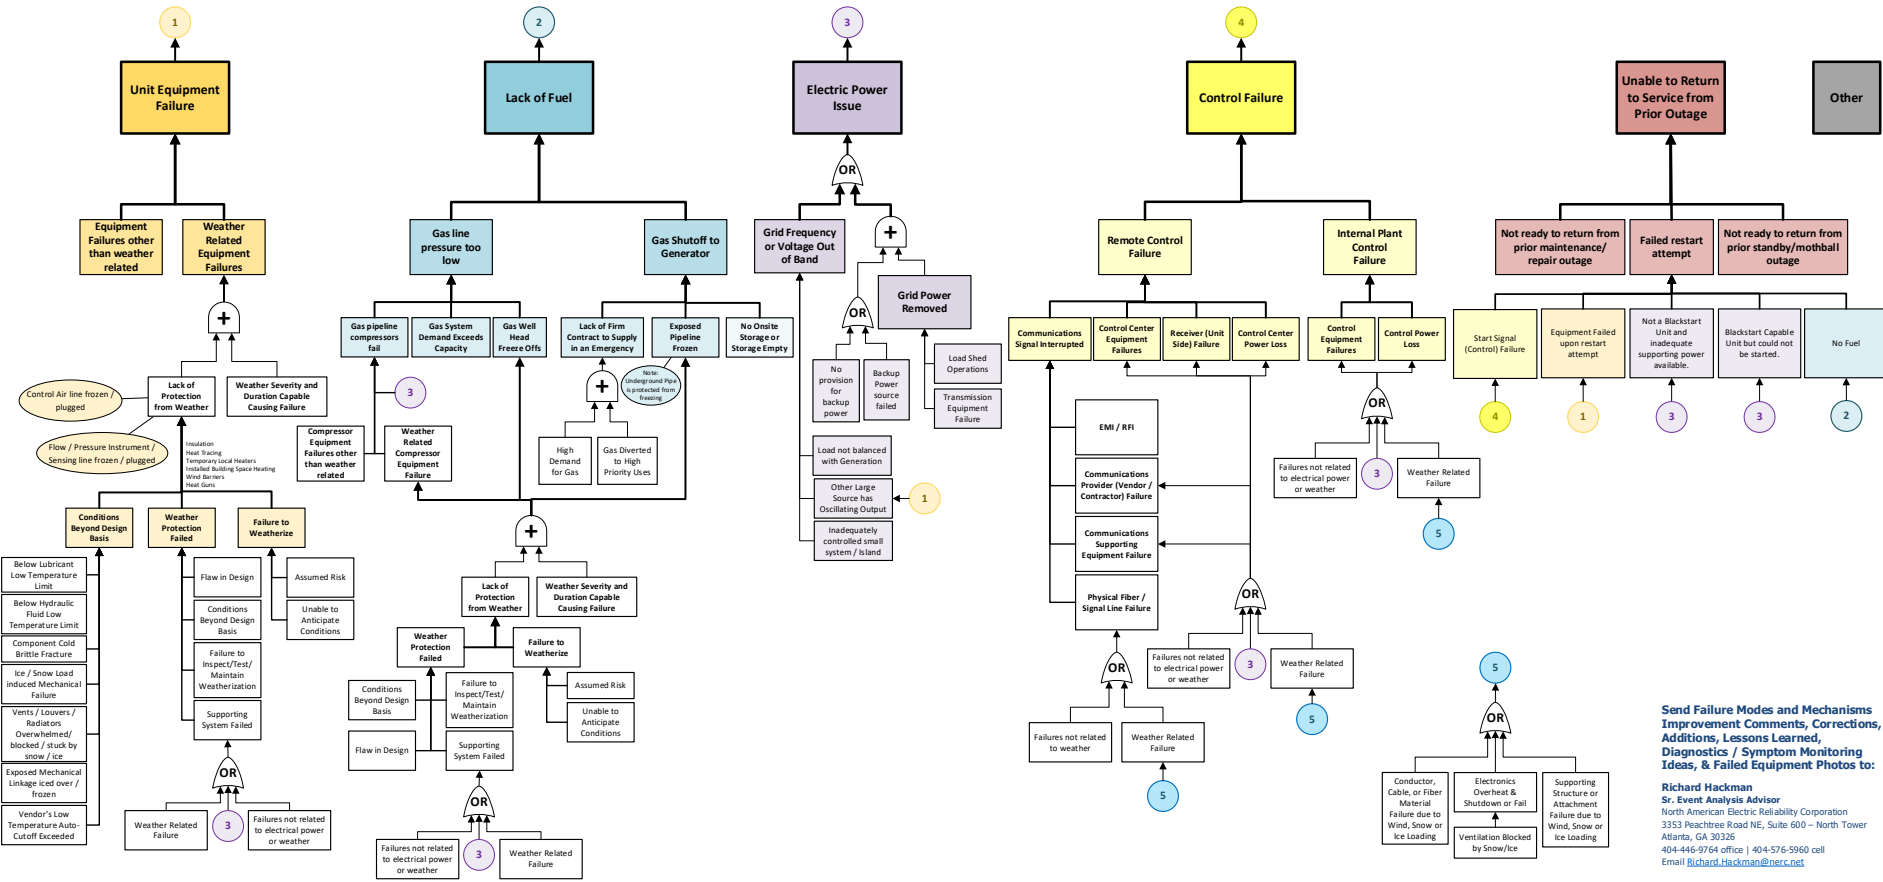 1
2
3
4
Unit Equipment
Failure
Lack of Fuel
Electric Power
Issue
Control Failure
Unable to Return
to Service from
Prior Outage
Other
OR
Equipment
Failures other
than weather
related
Weather
Related
Equipment
Failures
Gas line
pressure too
low
Gas Shutoff to
Generator
Grid Frequency
or Voltage Out
of Band
+
Grid Power
Removed
Remote Control
Failure
Internal Plant
Control
Failure
Not ready to return from
prior maintenance/
repair outage
Failed restart
attempt
Not ready to return from
prior standby/mothball
outage
+
Gas pipeline
compressors
fail
Gas System
Demand Exceeds
Capacity
Gas Well
Head
Freeze Offs
Lack of Firm
Contract to Supply
in an Emergency
Exposed
Pipeline
Frozen
No Onsite
Storage or
Storage Empty
OR
Communications
Signal Interrupted
Control Center
Equipment
Failures
Receiver (Unit
Side) Failure
Control Center
Power Loss
Control
Equipment
Failures
Control Power
Loss
Start Signal
(Control) Failure
Equipment Failed
upon restart
attempt
Not a Blackstart
Unit and
inadequate
supporting power
available.
Blackstart Capable
Unit but could not
be started.
No Fuel
4
1
3
3
2
Control Air line frozen /
plugged
Lack of
Protection
from Weather
Weather Severity and
Duration Capable
Causing Failure
Flow / Pressure Instrument /
Sensing line frozen / plugged
Insulation
Heat Tracing
Temporary Local Heaters
Installed Building Space Heating
Wind Barriers
Heat Guns
3
+
Note:
Underground Pipe
is protected from
freezing
No
provision
for
backup
power
Backup
Power
source
failed
Load Shed
Operations
Transmission
Equipment
Failure
Compressor
Equipment
Failures other
than weather
related
Weather
Related
Compressor
Equipment
Failure
High
Demand
for Gas
Gas Diverted
to High
Priority Uses
Load not balanced
with Generation
Other Large
Source has
Oscillating Output
1
Inadequately
controlled small
system / Island
EMI / RFI
Communications
Provider (Vendor /
Contractor) Failure
Communications
Supporting
Equipment Failure
Physical Fiber /
Signal Line Failure
OR
Failures not related
to electrical power
or weather
3
Weather Related
Failure
5
Conditions
Beyond Design
Basis
Weather
Protection
Failed
Failure to
Weatherize
Below Lubricant
Low Temperature
Limit
Below Hydraulic
Fluid Low
Temperature Limit
Component Cold
Brittle Fracture
Ice / Snow Load
induced Mechanical
Failure
Vents / Louvers /
Radiators
Overwhelmed/
blocked / stuck by
snow / ice
Exposed Mechanical
Linkage iced over /
frozen
Vendor's Low
Temperature Auto-
Cutoff Exceeded
Flaw in Design
Conditions
Beyond Design
Basis
Failure to
Inspect/Test/
Maintain
Weatherization
Supporting
System Failed
Assumed Risk
Unable to
Anticipate
Conditions
OR
Weather Related
Failure
3
Failures not related
to electrical power
or weather
+
Lack of
Protection
from Weather
Weather Severity and
Duration Capable
Causing Failure
Weather
Protection
Failed
Failure to
Weatherize
Conditions
Beyond Design
Basis
Failure to
Inspect/Test/
Maintain
Weatherization
Assumed Risk
Unable to
Anticipate
Conditions
Flaw in Design
Supporting
System Failed
OR
Failures not related
to electrical power
or weather
3
Weather Related
Failure
OR
Failures not related
to electrical power
or weather
3
Weather Related
Failure
5
OR
Failures not related
to weather
Weather Related
Failure
5
5
OR
Conductor,
Cable, or Fiber
Material
Failure due to
Wind, Snow or
Ice Loading
Electronics
Overheat &
Shutdown or Fail
Ventilation Blocked
by Snow/Ice
Supporting
Structure or
Attachment
Failure due to
Wind, Snow or
Ice Loading
Send Failure Modes and Mechanisms
Improvement Comments, Corrections,
Additions, Lessons Learned,
Diagnostics / Symptom Monitoring
Ideas, & Failed Equipment Photos to:
Richard Hackman
Sr. Event Analysis Advisor
North American Electric Reliability Corporation
3353 Peachtree Road NE, Suite 600 – North Tower
Atlanta, GA 30326
404-446-9764 office | 404-576-5960 cell
Email Richard.Hackman@nerc.net